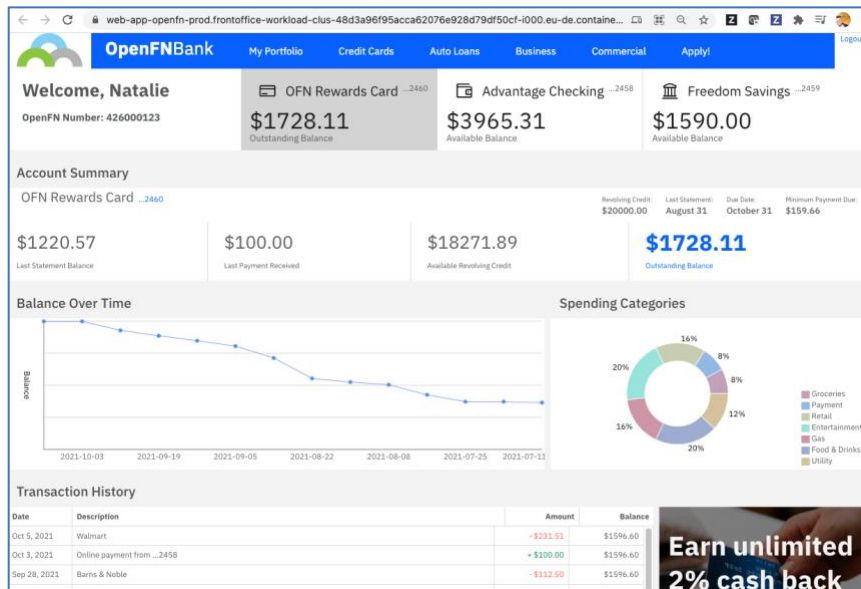 web-app-openfn-prod.frontoffice-workload-clus-48d3a96f95acca62076e928d79df50cf-i000.eu-de.containe...
OpenFNBank
My Portfolio Credit Cards Auto Loans Business Commercial Apply!
Logou
Welcome, Natalie
OpenFN Number: 426000123
OFN Rewards Card ...2460
$1728.11
Outstanding Balance
Advantage Checking ...2458
$3965.31
Available Balance
Freedom Savings ...2459
$1590.00
Available Balance
Account Summary
OFN Rewards Card ...2460
Revolving Credit: Last Statement: Due Date: Minimum Payment Due:
$20000.00 August 31 October 31 $159.66
$1220.57
Last Statement Balance
$100.00
Last Payment Received
$18271.89
Available Revolving Credit
$1728.11
Outstanding Balance
Balance Over Time
Balance
2021-10-03 2021-09-19 2021-09-05 2021-08-22 2021-08-08 2021-07-25 2021-07-11
Spending Categories
16%
8%
8%
12%
20%
16%
20%
Groceries
Payment
Retail
Entertainment
Gas
Food & Drinks
Utility
Transaction History
Date Description Amount Balance
Oct 5, 2021 Walmart - $231.51 $1596.60
Oct 3, 2021 Online payment from ...2458 + $100.00 $1596.60
Sep 28, 2021 Barns & Noble - $112.50 $1596.60
Earn unlimited
2% cash back